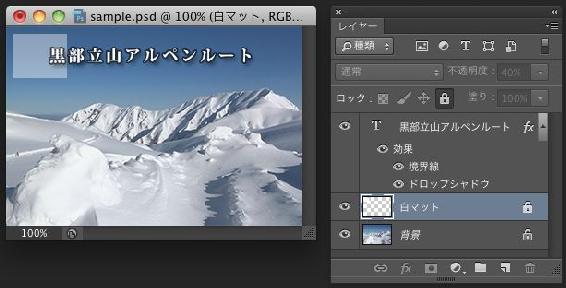 sample.psd @ 100% (白マット, RGB...
黒部立山アルペンルート
100%
レイヤー
種類
通常
不透明度: 40%
ロック:
塗り: 100%
T 黒部立山アルペンルート fx
効果
境界線
ドロップシャドウ
白マット
背景
fx